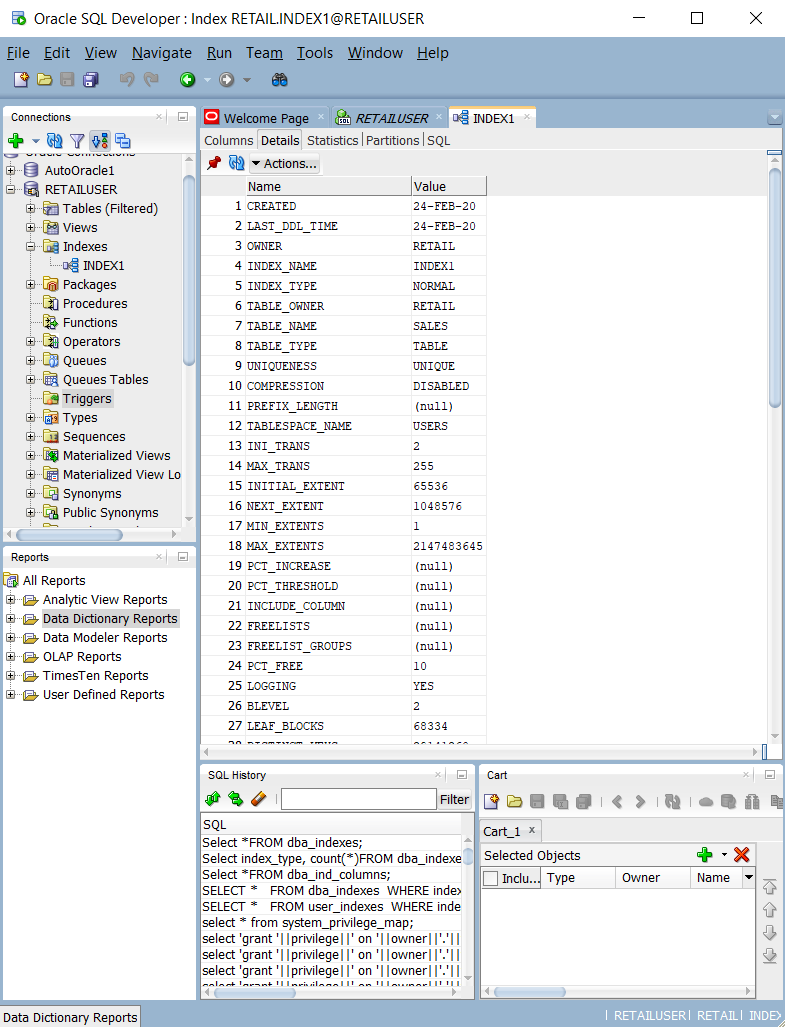 Oracle SQL Developer : Index RETAIL.INDEX1@RETAILUSER
File Edit View Navigate Run Team Tools Window Help
Connections
Oracle Connections
AutoOracle1
RETAILUSER
Tables (Filtered)
Views
Indexes
INDEX1
Packages
Procedures
Functions
Operators
Queues
Queues Tables
Triggers
Types
Sequences
Materialized Views
Materialized View Lo
Synonyms
Public Synonyms
Reports
All Reports
Analytic View Reports
Data Dictionary Reports
Data Modeler Reports
OLAP Reports
TimesTen Reports
User Defined Reports
Welcome Page RETAILUSER INDEX1
Columns Details Statistics Partitions SQL
Actions...
Name Value
1 CREATED 24-FEB-20
2 LAST_DDL_TIME 24-FEB-20
3 OWNER RETAIL
4 INDEX_NAME INDEX1
5 INDEX_TYPE NORMAL
6 TABLE_OWNER RETAIL
7 TABLE_NAME SALES
8 TABLE_TYPE TABLE
9 UNIQUENESS UNIQUE
10 COMPRESSION DISABLED
11 PREFIX_LENGTH (null)
12 TABLESPACE_NAME USERS
13 INI_TRANS 2
14 MAX_TRANS 255
15 INITIAL_EXTENT 65536
16 NEXT_EXTENT 1048576
17 MIN_EXTENTS 1
18 MAX_EXTENTS 2147483645
19 PCT_INCREASE (null)
20 PCT_THRESHOLD (null)
21 INCLUDE_COLUMN (null)
22 FREELISTS (null)
23 FREELIST_GROUPS (null)
24 PCT_FREE 10
25 LOGGING YES
26 BLEVEL 2
27 LEAF_BLOCKS 68334
SQL History
Filter
SQL
Select *FROM dba_indexes;
Select index_type, count(*)FROM dba_indexe
Select *FROM dba_ind_columns;
SELECT * FROM dba_indexes WHERE index
SELECT * FROM user_indexes WHERE inde
select * from system_privilege_map;
select 'grant '||privilege||' on '||owner||'.'||
select 'grant '||privilege||' on '||owner||'.'||
select 'grant '||privilege||' on '||owner||'.'||
Cart
Cart_1
Selected Objects
Inclu... Type Owner Name
Data Dictionary Reports
RETAILUSER| RETAIL| INDEX